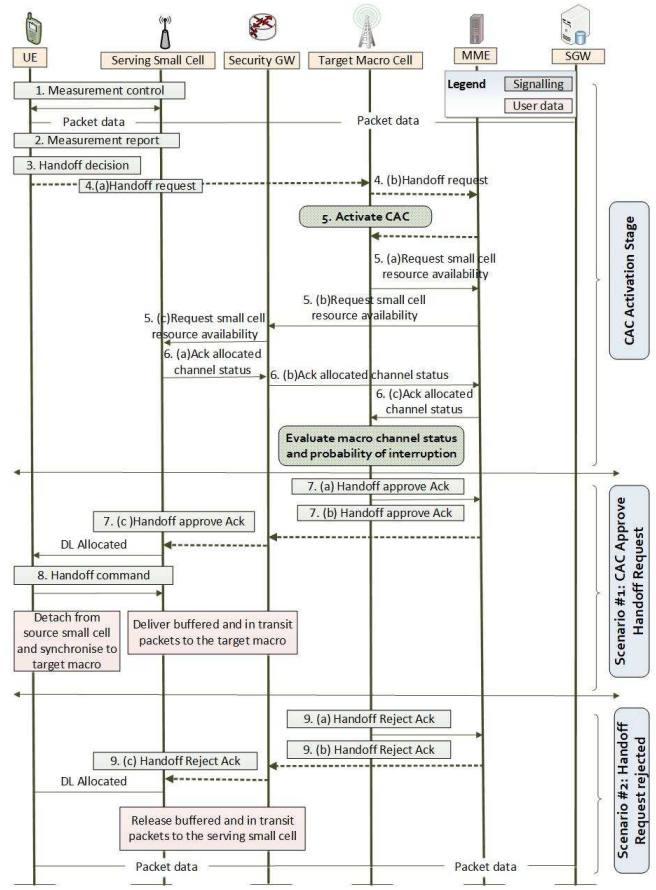 UE
Serving Small Cell
Security GW
Target Macro Cell
MME
SGW
Legend
Signalling
User data
1. Measurement control
Packet data
Packet data
2. Measurement report
3. Handoff decision
4.(a)Handoff request
4. (b)Handoff request
5. Activate CAC
5. (a)Request small cell
resource availability
5. (b)Request small cell
resource availability
5. (c)Request small cell
resource availability
6. (a)Ack allocated
channel status
6. (b)Ack allocated channel status
6. (c)Ack allocated
channel status
Evaluate macro channel status
and probability of interruption
CAC Activation Stage
7. (a) Handoff approve Ack
7. (b) Handoff approve Ack
7. (c )Handoff approve Ack
DL Allocated
8. Handoff command
Detach from
source small cell
and synchronise to
target macro
Deliver buffered and in transit
packets to the target macro
Scenario #1: CAC Approve
Handoff Request
9. (a) Handoff Reject Ack
9. (b) Handoff Reject Ack
9. (c) Handoff Reject Ack
DL Allocated
Release buffered and in transit
packets to the serving small cell
Scenario #2: Handoff
Request rejected
Packet data
Packet data